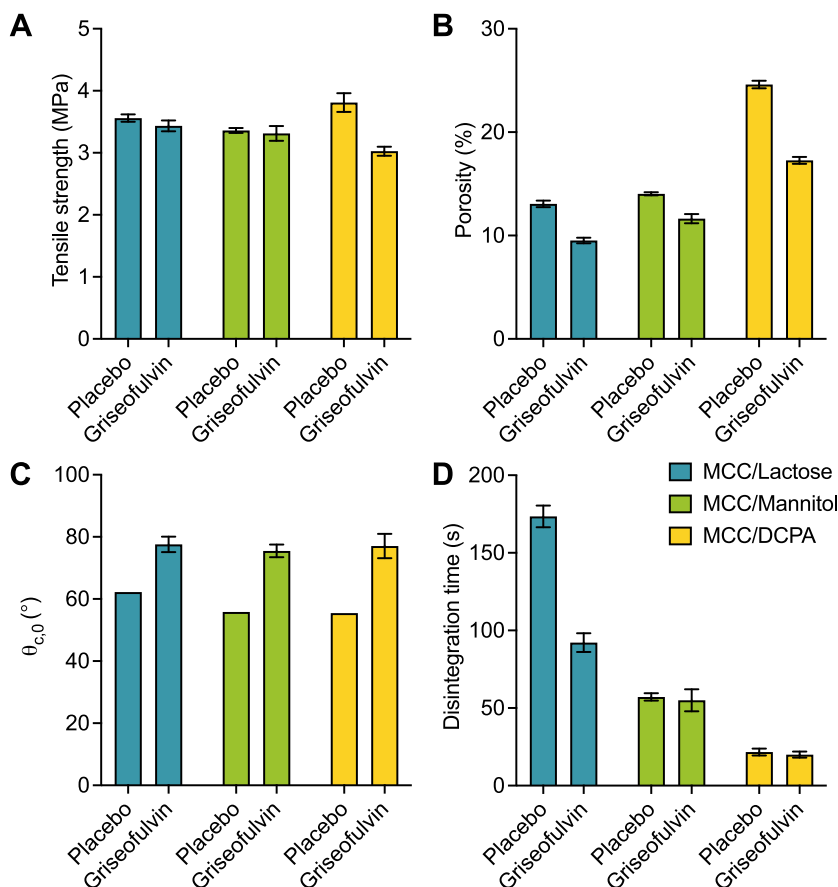 A
Tensile strength (MPa)
5
4
3
2
1
0
Placebo
Griseofulvin
Placebo
Griseofulvin
Placebo
Griseofulvin
B
Porosity (%)
30
20
10
0
Placebo
Griseofulvin
Placebo
Griseofulvin
Placebo
Griseofulvin
C
θc,0 (°)
100
80
60
40
20
0
Placebo
Griseofulvin
Placebo
Griseofulvin
Placebo
Griseofulvin
D
Disintegration time (s)
200
150
100
50
0
MCC/Lactose
MCC/Mannitol
MCC/DCPA
Placebo
Griseofulvin
Placebo
Griseofulvin
Placebo
Griseofulvin